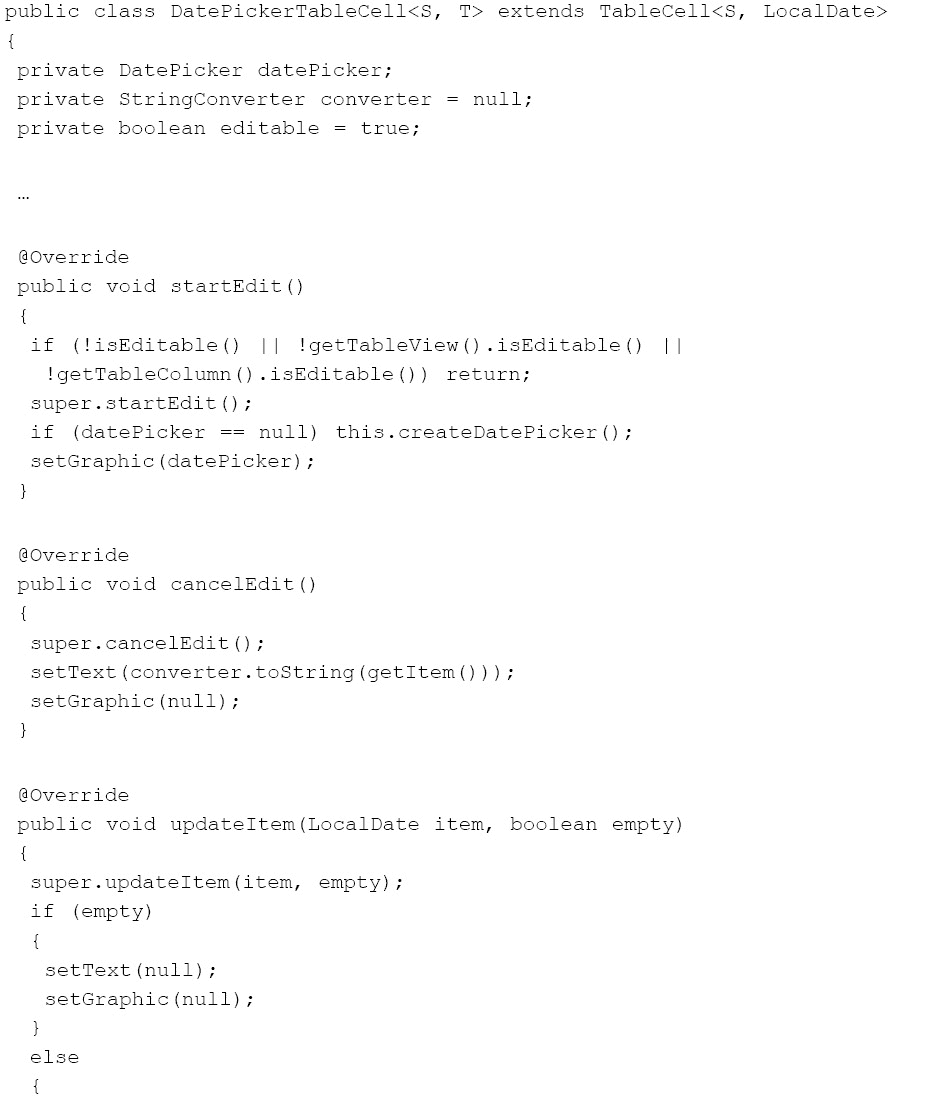 public class DatePickerTableCell<S, T> extends TableCell<S, LocalDate>
{
private DatePicker datePicker;
private StringConverter converter = null;
private boolean editable = true;
…
@Override
public void startEdit()
{
if (!isEditable() || !getTableView().isEditable() ||
!getTableColumn().isEditable()) return;
super.startEdit();
if (datePicker == null) this.createDatePicker();
setGraphic(datePicker);
}
@Override
public void cancelEdit()
{
super.cancelEdit();
setText(converter.toString(getItem()));
setGraphic(null);
}
@Override
public void updateItem(LocalDate item, boolean empty)
{
super.updateItem(item, empty);
if (empty)
{
setText(null);
setGraphic(null);
}
else
{